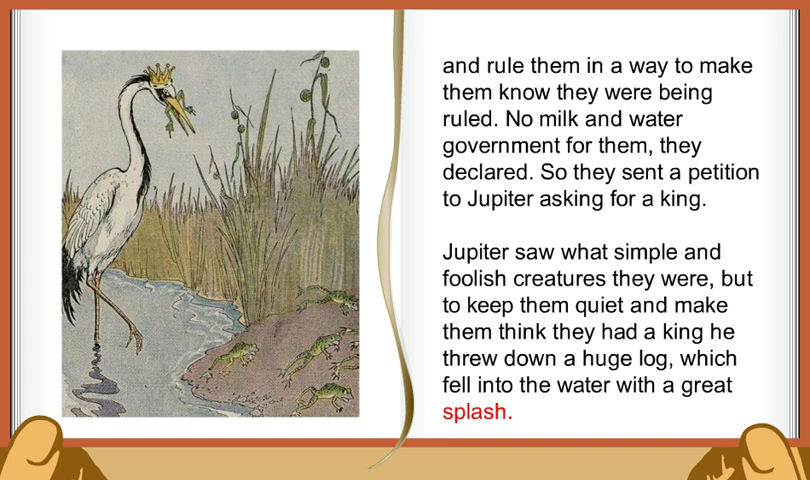 and rule them in a way to make
them know they were being
ruled. No milk and water
government for them, they
declared. So they sent a petition
to Jupiter asking for a king.
Jupiter saw what simple and
foolish creatures they were, but
to keep them quiet and make
them think they had a king he
threw down a huge log, which
fell into the water with a great
splash.